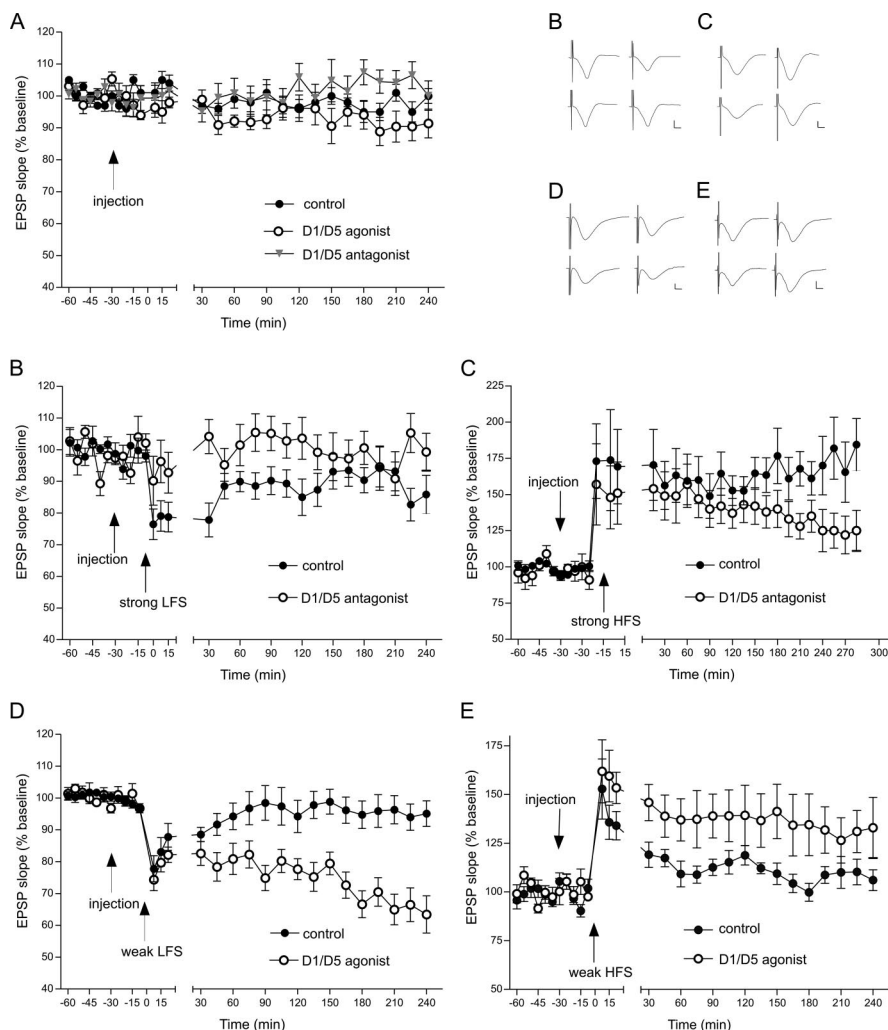 A
EPSP slope (% baseline)
120
110
100
90
80
70
60
50
40
injection
control
D1/D5 agonist
D1/D5 antagonist
-60 -45 -30 -15 0 15 30 60 90 120 150 180 210 240
Time (min)
B
C
D
E
B
EPSP slope (% baseline)
120
110
100
90
80
70
60
50
40
injection
strong LFS
control
D1/D5 antagonist
-60 -45 -30 -15 0 15 30 60 90 120 150 180 210 240
Time (min)
C
EPSP slope (% baseline)
225
200
175
150
125
100
75
50
injection
strong HFS
control
D1/D5 antagonist
-60 -45 -30 -15 15 15 30 60 90 120 150 180 210 240 270 300
Time (min)
D
EPSP slope (% baseline)
120
110
100
90
80
70
60
50
40
injection
weak LFS
control
D1/D5 agonist
-60 -45 -30 -15 0 15 30 60 90 120 150 180 210 240
Time (min)
E
EPSP slope (% baseline)
175
150
125
100
75
50
injection
weak HFS
control
D1/D5 agonist
-60 -45 -30 -15 0 15 30 60 90 120 150 180 210 240
Time (min)